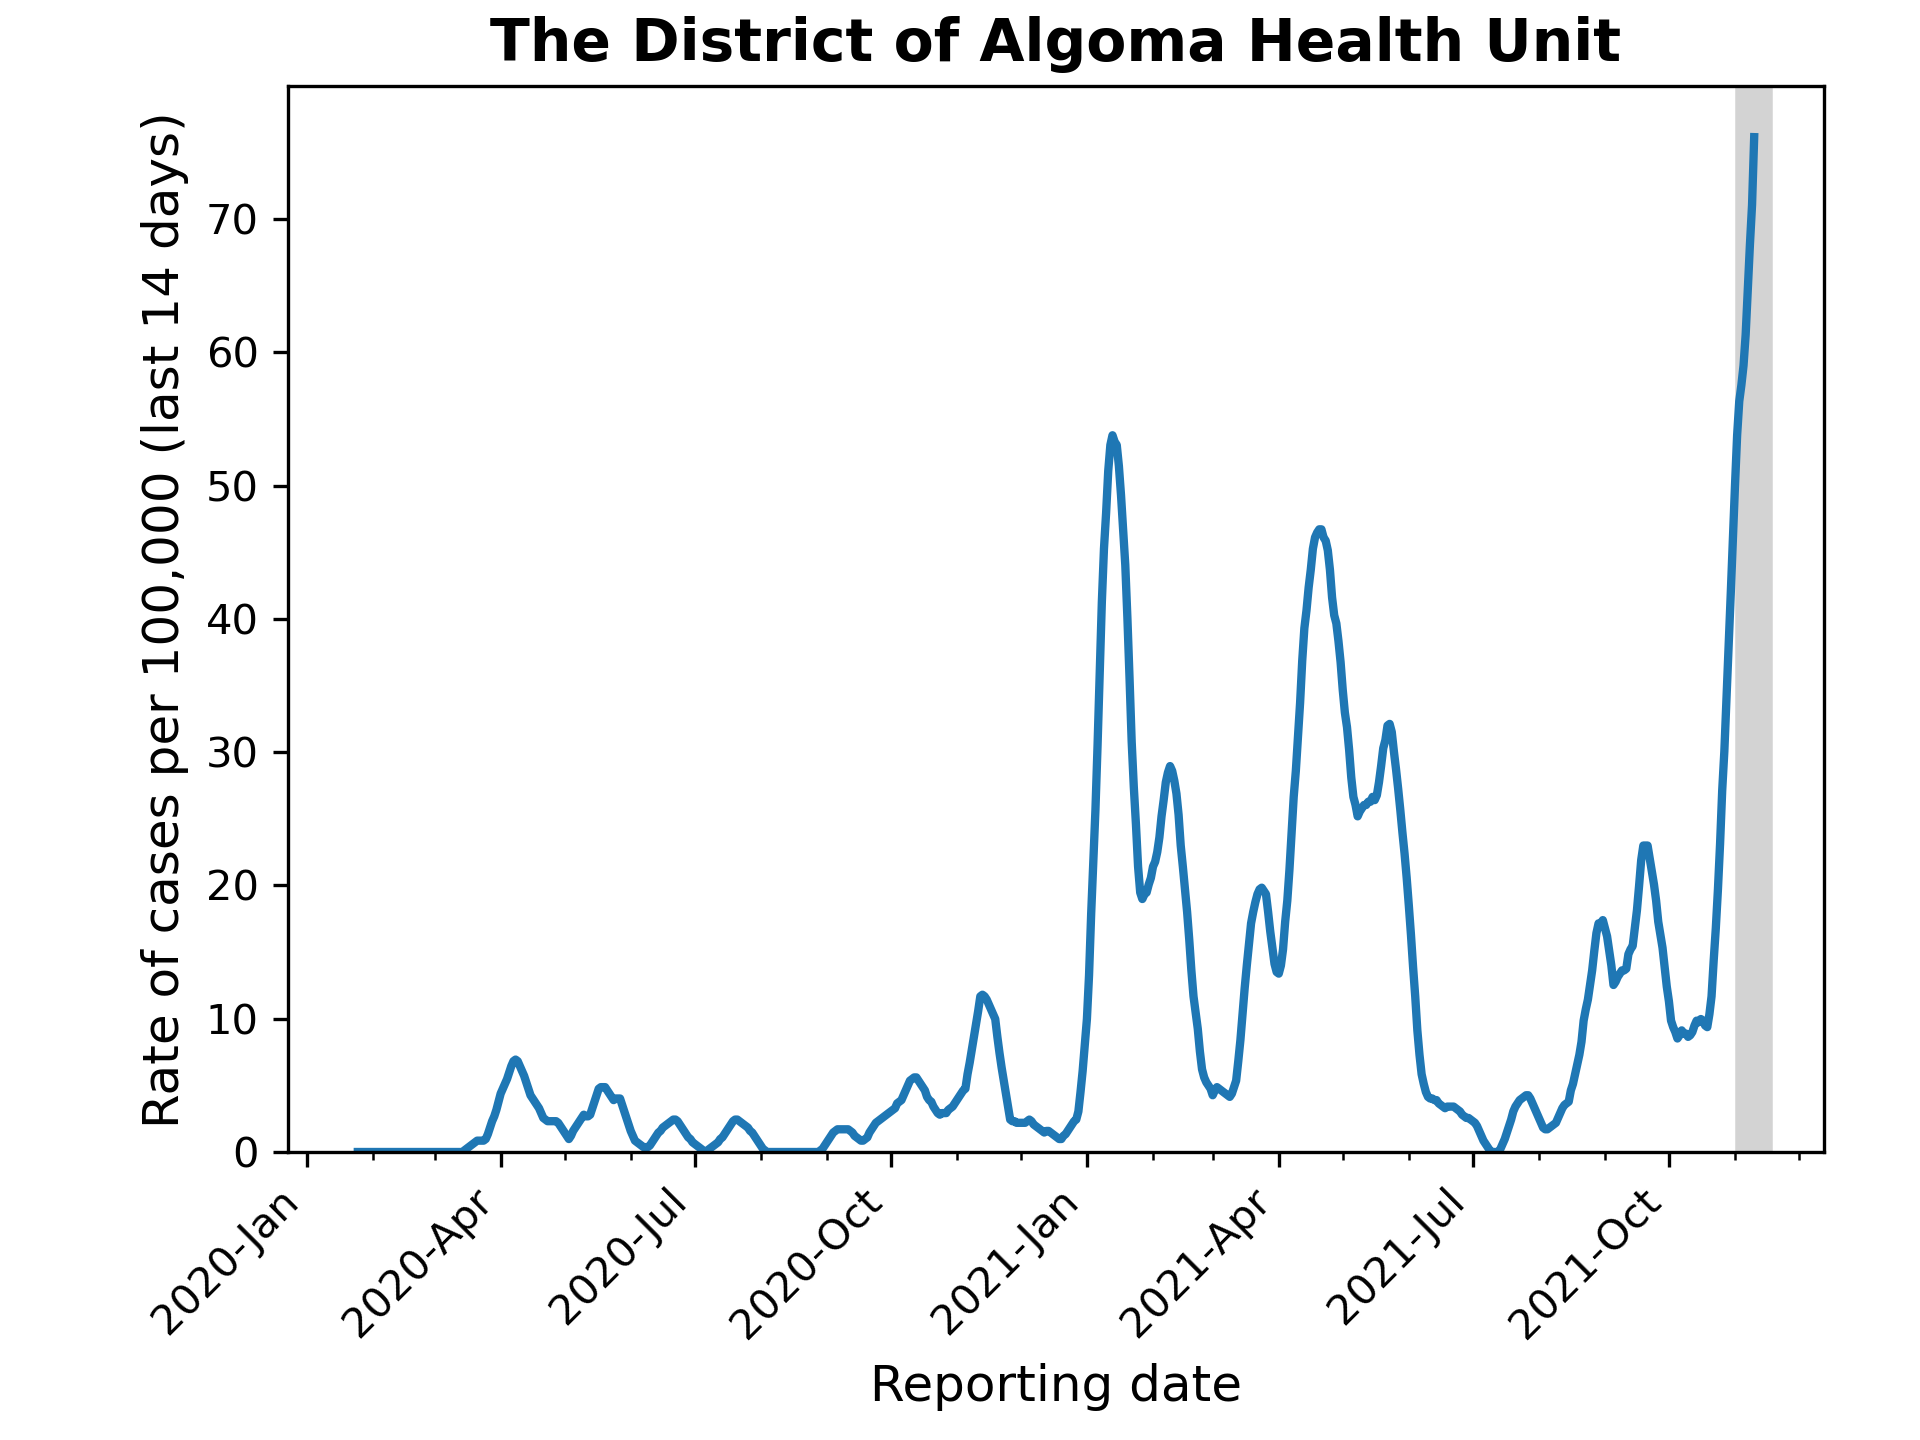 The District of Algoma Health Unit
Rate of cases per 100,000 (last 14 days)
70
60
50
40
30
20
10
0
2020-Jan
2020-Apr
2020-Jul
2020-Oct
2021-Jan
2021-Apr
2021-Jul
2021-Oct
Reporting date